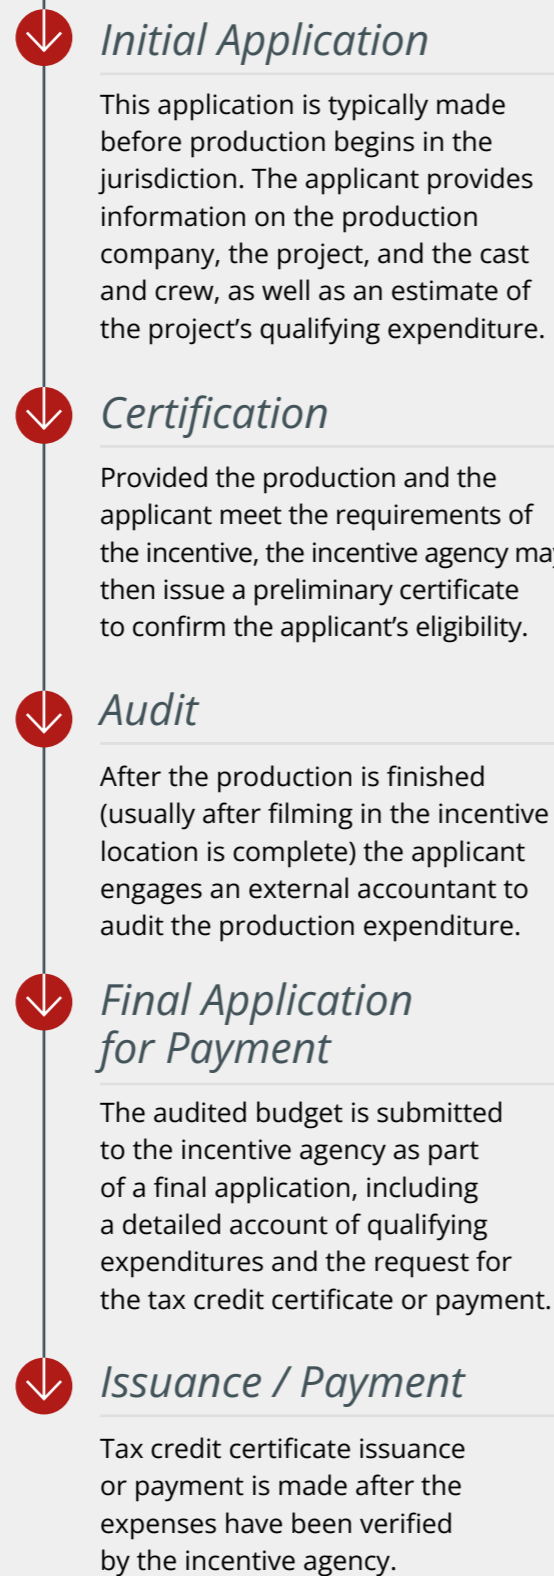 Initial Application
This application is typically made
before production begins in the
jurisdiction. The applicant provides
information on the production
company, the project, and the cast
and crew, as well as an estimate of
the project’s qualifying expenditure.
Certification
Provided the production and the
applicant meet the requirements of
the incentive, the incentive agency may
then issue a preliminary certificate
to confirm the applicant’s eligibility.
Audit
After the production is finished
(usually after filming in the incentive
location is complete) the applicant
engages an external accountant to
audit the production expenditure.
Final Application
for Payment
The audited budget is submitted
to the incentive agency as part
of a final application, including
a detailed account of qualifying
expenditures and the request for
the tax credit certificate or payment.
Issuance / Payment
Tax credit certificate issuance
or payment is made after the
expenses have been verified
by the incentive agency.